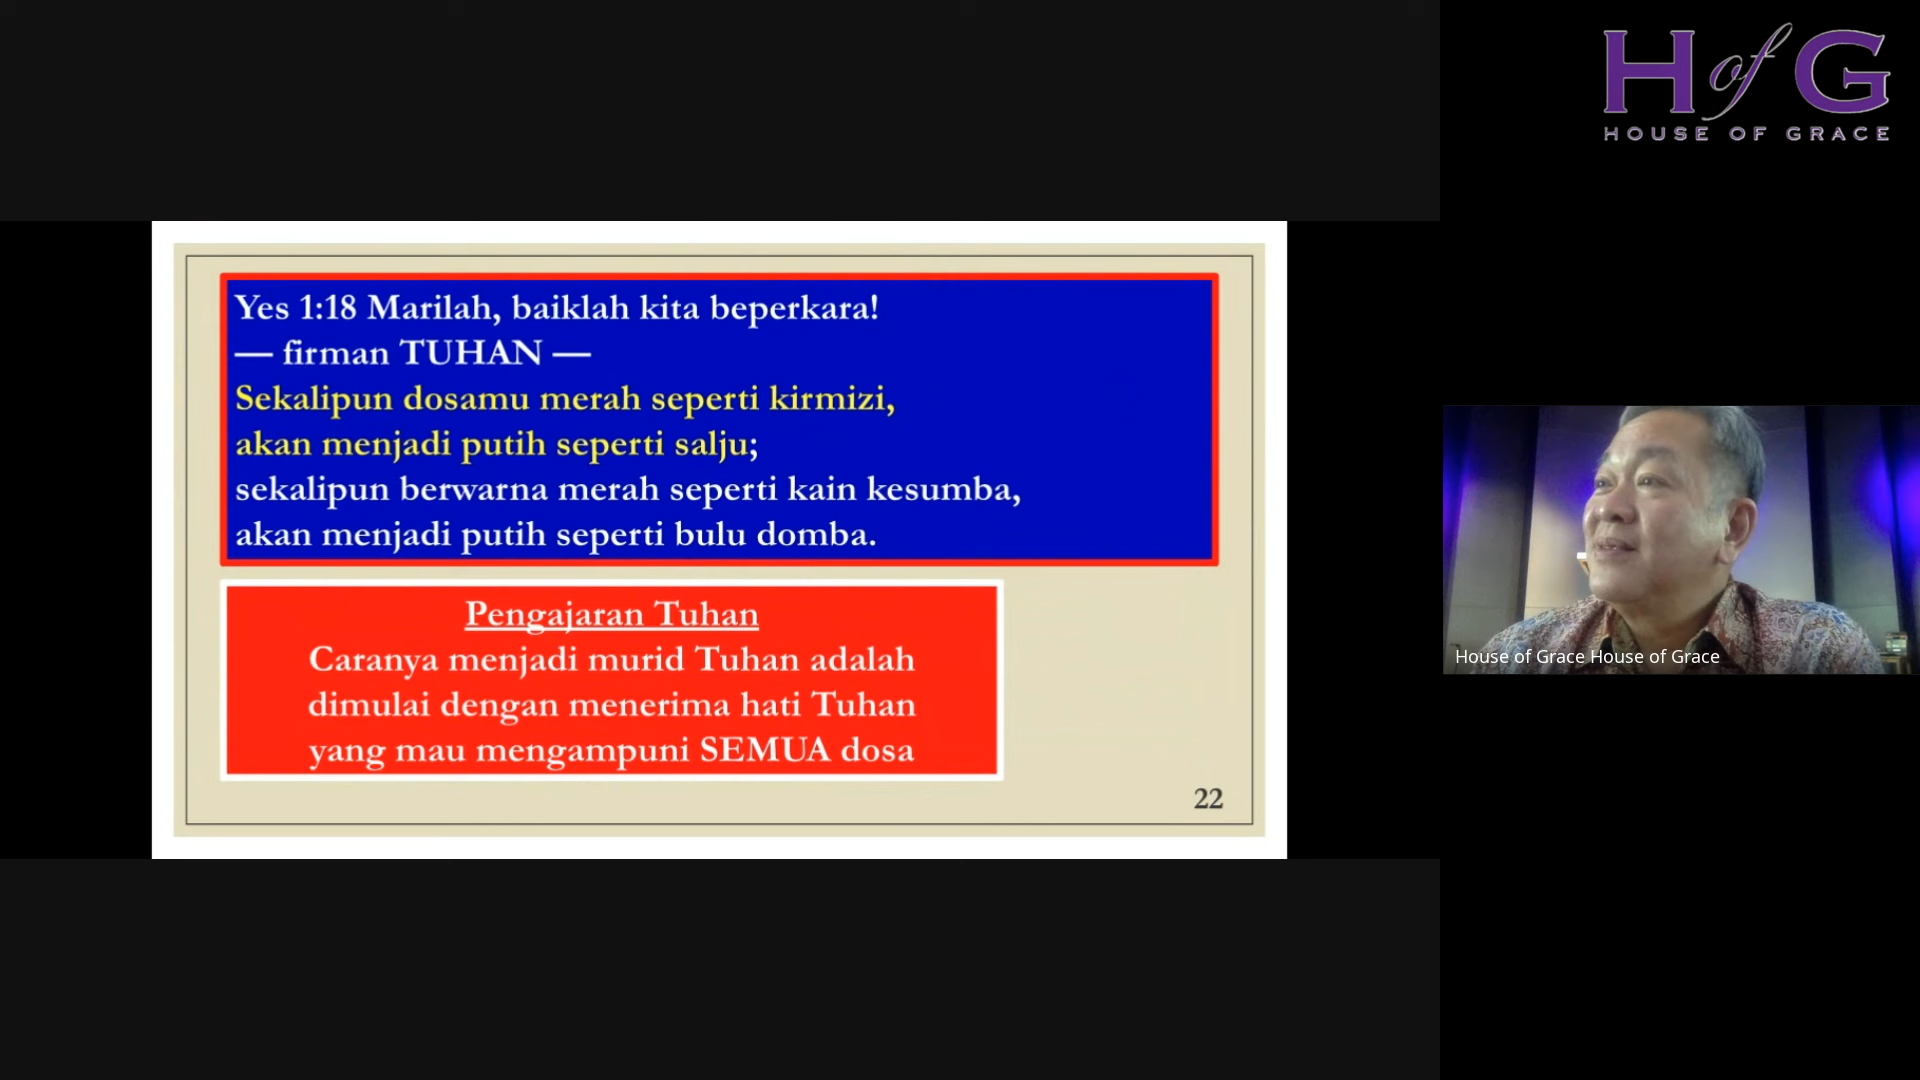 H of G
HOUSE OF GRACE
Yes 1:18 Marilah, baiklah kita beperkara!
— firman TUHAN —
Sekalipun dosamu merah seperti kirmizi,
akan menjadi putih seperti salju;
sekalipun berwarna merah seperti kain kesumba,
akan menjadi putih seperti bulu domba.
Pengajaran Tuhan
Caranya menjadi murid Tuhan adalah
dimulai dengan menerima hati Tuhan
yang mau mengampuni SEMUA dosa
22
House of Grace House of Grace